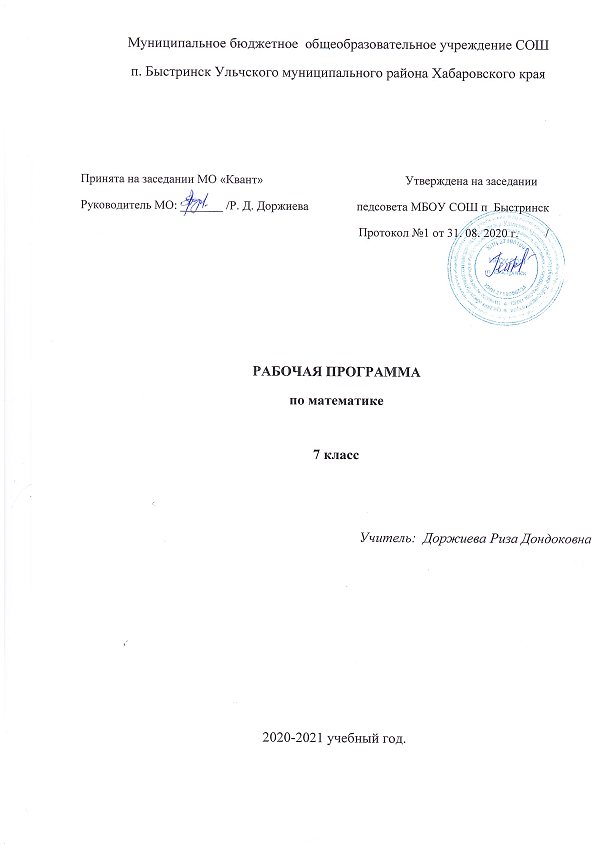 Муниципальное бюджетное общеобразовательное учреждение СОШ
п. Быстринск Ульчского муниципального района Хабаровского края
Принята на заседании МО «Квант»
Руководитель МО: _______ /Р. Д. Доржиева
Утверждена на заседании
педсовета МБОУ СОШ п Быстринск
Протокол №1 от 31. 08. 2020 г. /
РАБОЧАЯ ПРОГРАММА
по математике
7 класс
Учитель: Доржиева Риза Дондоковна
2020-2021 учебный год.